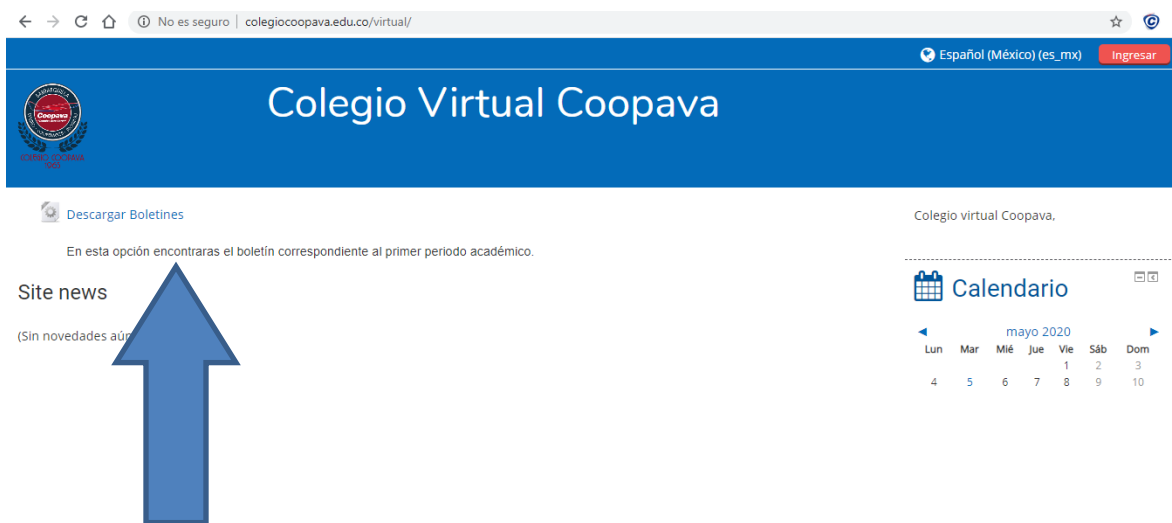 No es seguro | colegiocoopava.edu.co/virtual/
Español (México) (es_mx) Ingresar
Coopava
Colegio Virtual Coopava
Descargar Boletines
En esta opción encontraras el boletín correspondiente al primer periodo académico.
Site news
(Sin novedades aún
Colegio virtual Coopava,
Calendario
mayo 2020
Lun Mar Mié Jue Vie Sáb Dom
1 2 3
4 5 6 7 8 9 10